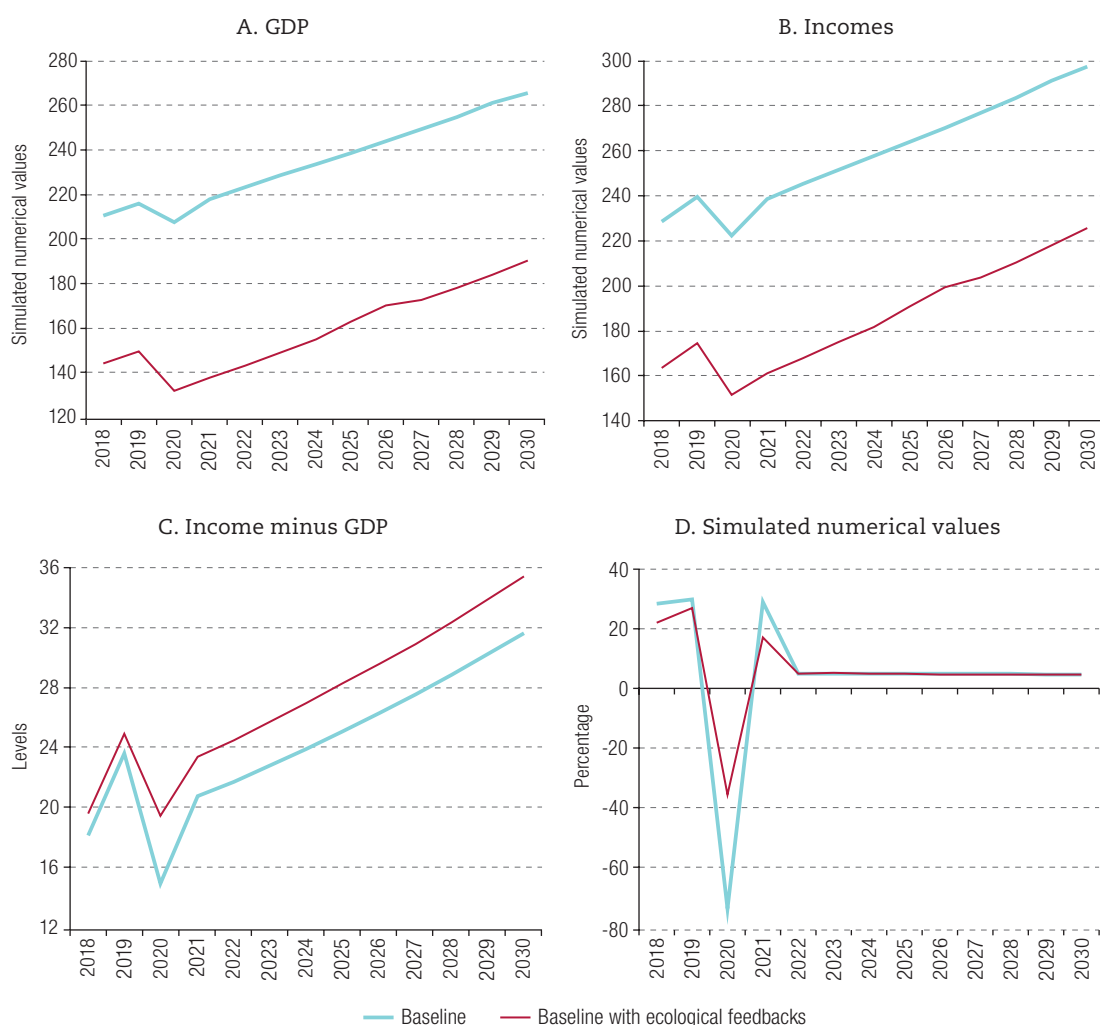 A. GDP
Simulated numerical values
280
260
240
220
200
180
160
140
120
2018 2019 2020 2021 2022 2023 2024 2025 2026 2027 2028 2029 2030
B. Incomes
Simulated numerical values
300
280
260
240
220
200
180
160
140
2018 2019 2020 2021 2022 2023 2024 2025 2026 2027 2028 2029 2030
C. Income minus GDP
Levels
36
32
28
24
20
16
12
2018 2019 2020 2021 2022 2023 2024 2025 2026 2027 2028 2029 2030
D. Simulated numerical values
Percentage
40
20
0
-20
-40
-60
-80
2018 2019 2020 2021 2022 2023 2024 2025 2026 2027 2028 2029 2030
Baseline Baseline with ecological feedbacks